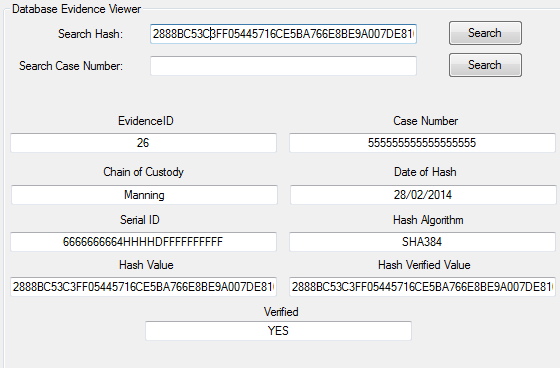 Database Evidence Viewer
Search Hash: 2888BC53C3FF05445716CE5BA766E8BE9A007DE81 Search
Search Case Number: Search
EvidenceID Case Number
26 555555555555555555
Chain of Custody Date of Hash
Manning 28/02/2014
Serial ID Hash Algorithm
6666666664HHHHDFFFFFFFFFF SHA384
Hash Value Hash Verified Value
2888BC53C3FF05445716CE5BA766E8BE9A007DE81 2888BC53C3FF05445716CE5BA766E8BE9A007DE81
Verified
YES